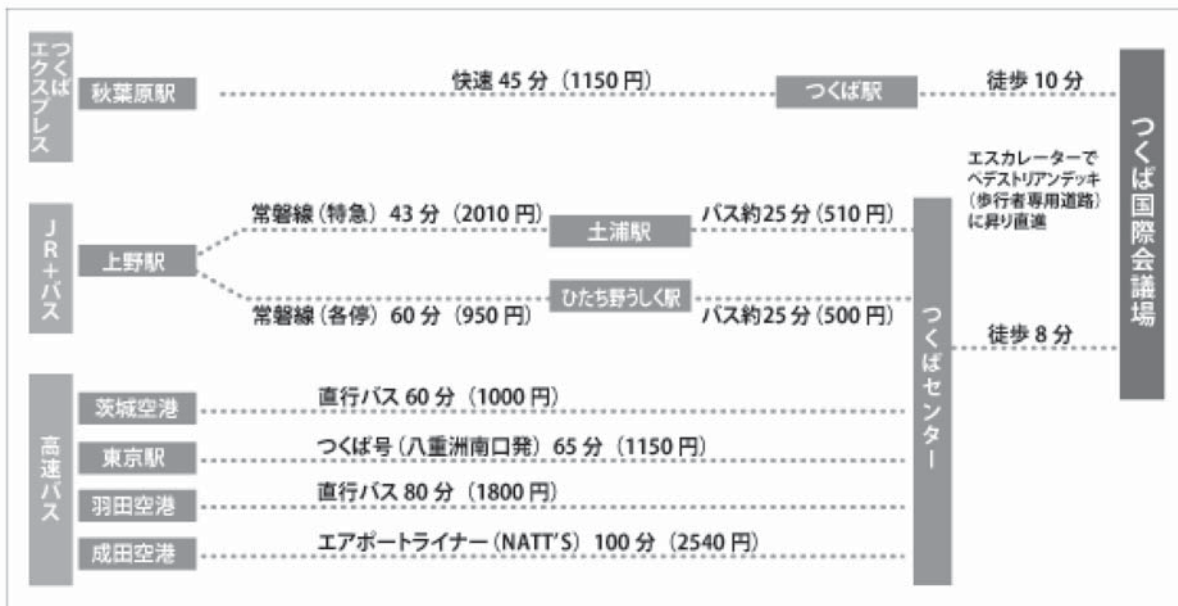 つくば
エクスプレス
秋葉原駅
快速 45 分（1150 円）
つくば駅
徒歩 10 分
つくば国際会議場
エスカレーターで
ペデストリアンデッキ
（歩行者専用道路）
に昇り直進
JR＋バス
上野駅
常磐線（特急）43 分（2010 円）
土浦駅
バス約25 分（510 円）
常磐線（各停）60 分（950 円）
ひたち野うしく駅
バス約25 分（500 円）
つくばセンター
徒歩 8 分
高速バス
茨城空港
直行バス 60 分（1000 円）
東京駅
つくば号（八重洲南口発）65 分（1150 円）
羽田空港
直行バス 80 分（1800 円）
成田空港
エアポートライナー（NATT'S）100 分（2540 円）